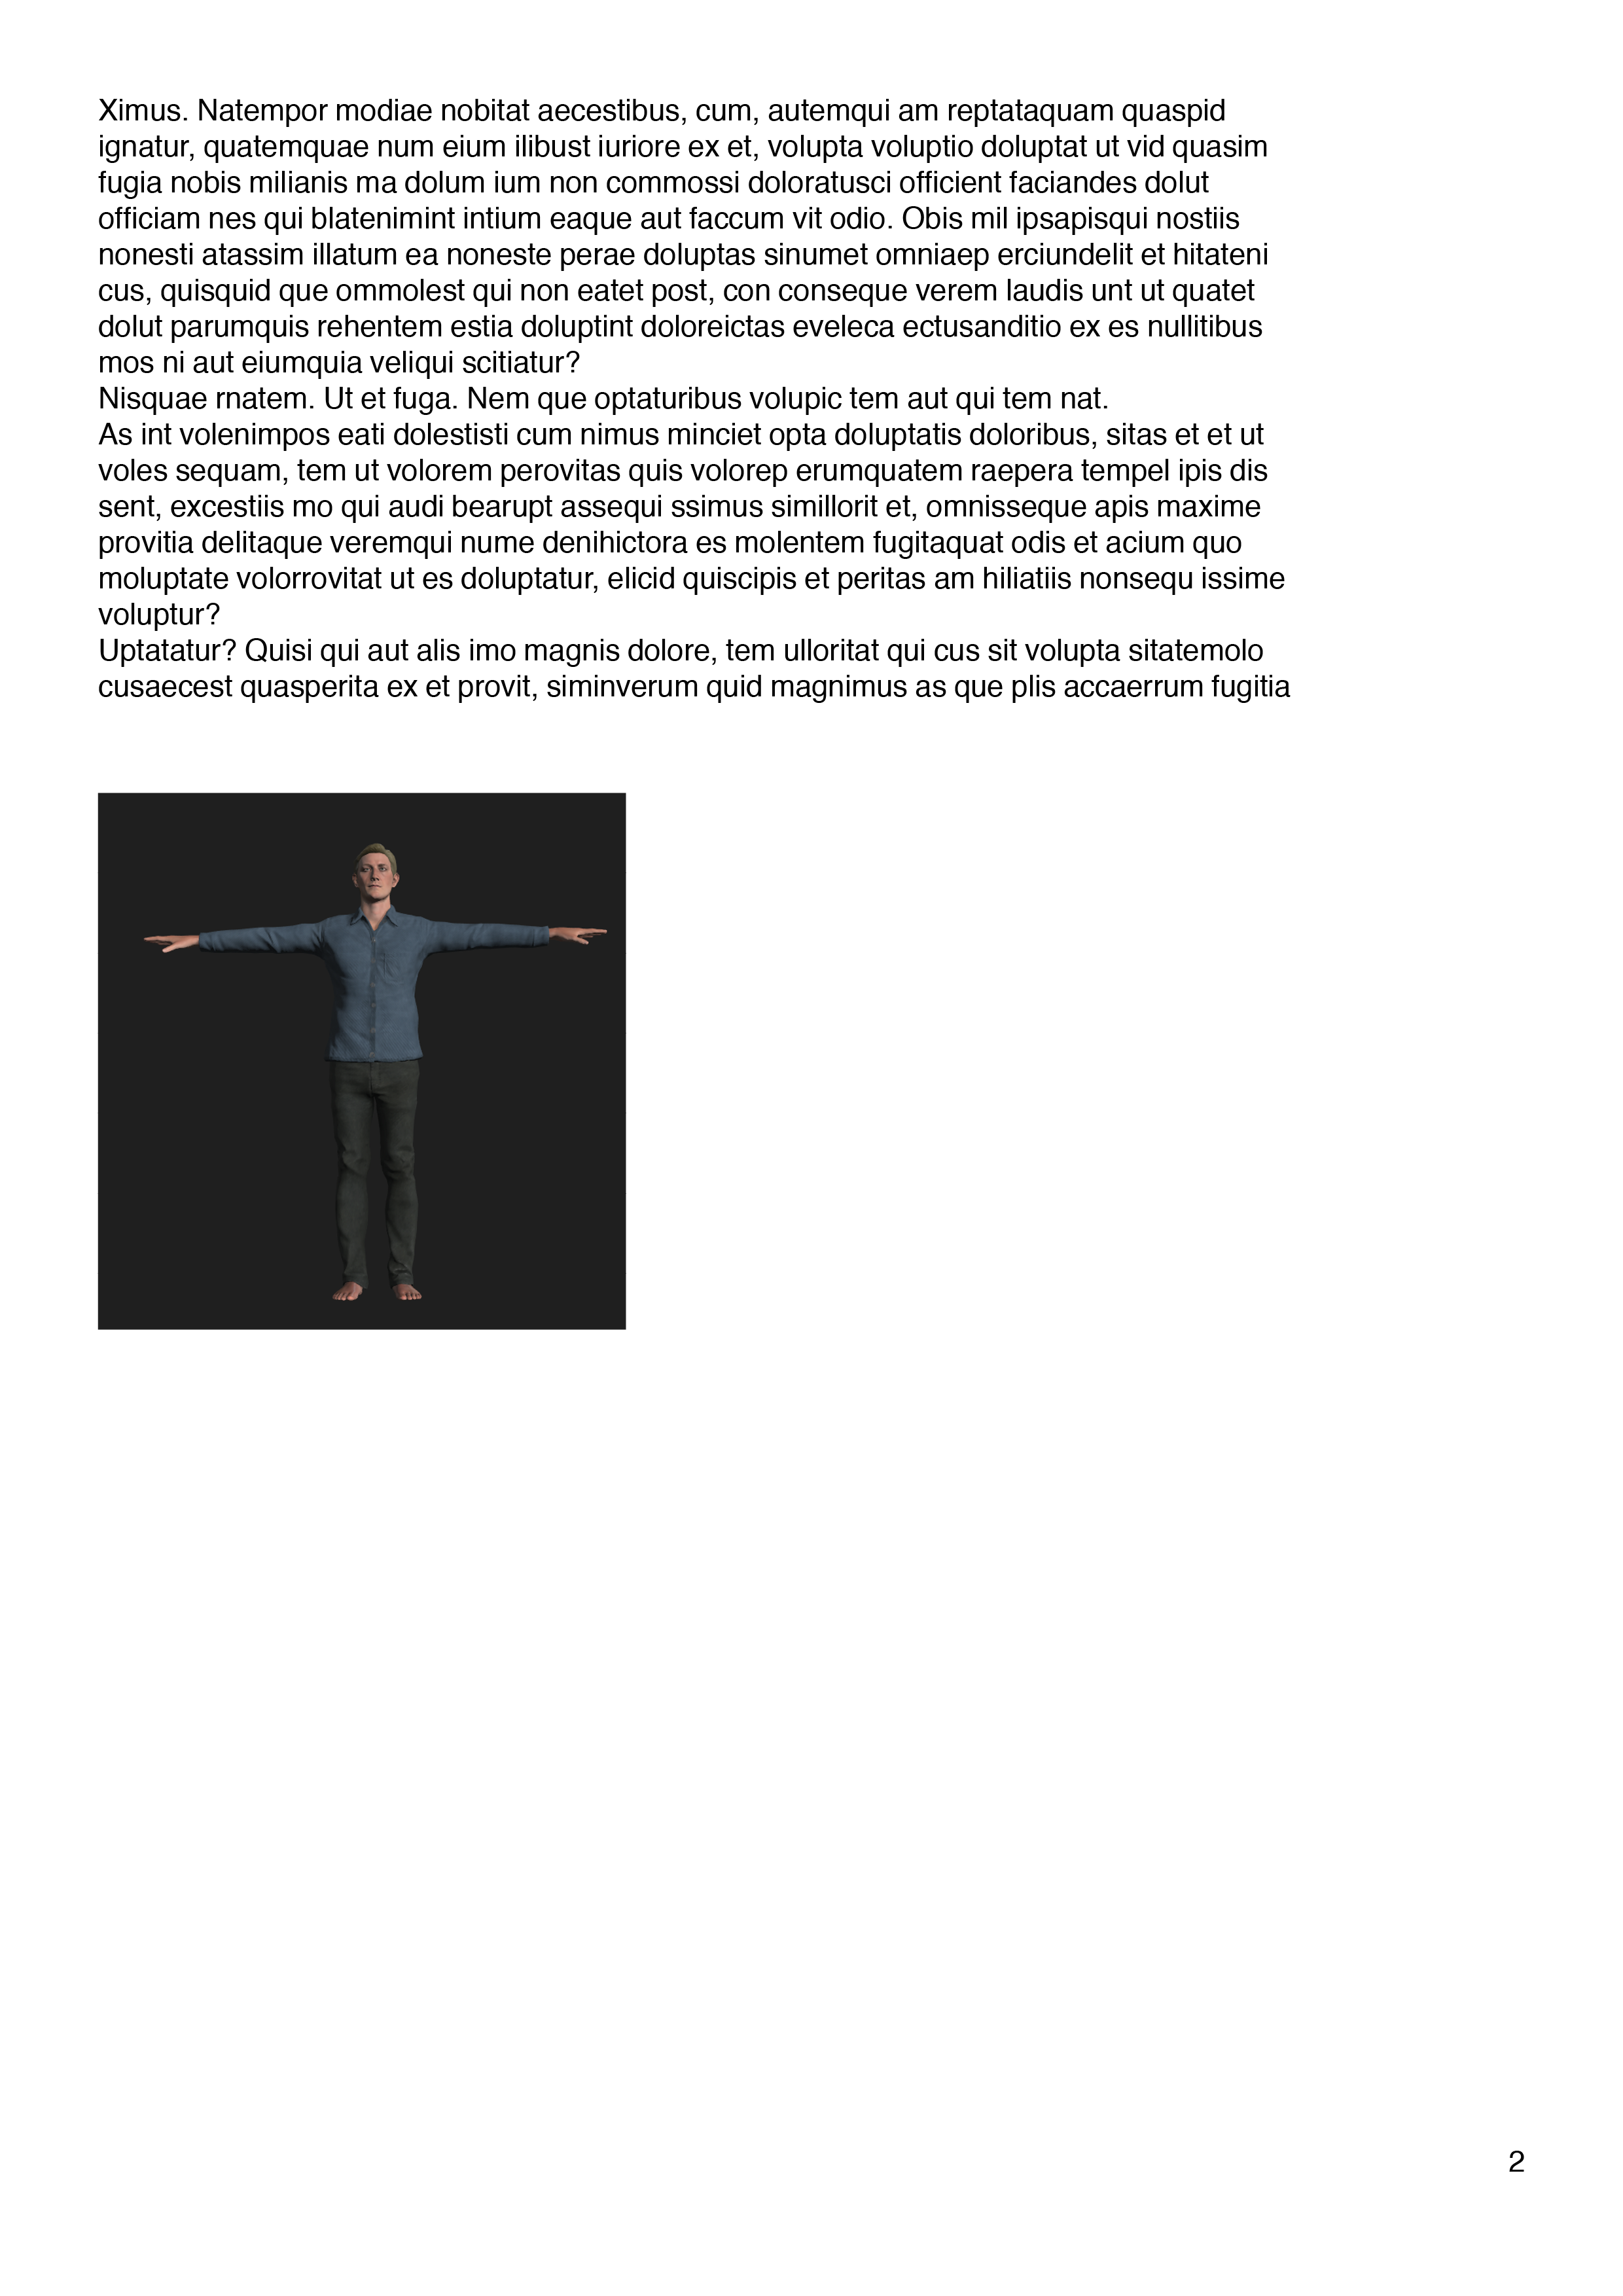 Ximus. Natempor modiae nobitat aecestibus, cum, autemqui am reptataquam quaspid
ignatur, quatemquae num eium ilibust iuriore ex et, volupta voluptio doluptat ut vid quasim
fugia nobis milianis ma dolum ium non commossi doloratusci officient faciandes dolut
officiam nes qui blatenimint intium eaque aut faccum vit odio. Obis mil ipsapisqui nostiis
nonesti atassim illatum ea noneste perae doluptas sinumet omniaep erciundelit et hitateni
cus, quisquid que ommolest qui non eatet post, con conseque verem laudis unt ut quatet
dolut parumquis rehentem estia doluptint doloreictas eveleca ectusanditio ex es nullitibus
mos ni aut eiumquia veliqui scitiatur?
Nisquae rnatem. Ut et fuga. Nem que optaturibus volupic tem aut qui tem nat.
As int volenimpos eati dolestisti cum nimus minciet opta doluptatis doloribus, sitas et et ut
voles sequam, tem ut volorem perovitas quis volorep erumquatem raepera tempel ipis dis
sent, excestiis mo qui audi bearupt assequi ssimus simillorit et, omnisseque apis maxime
provitia delitaque veremqui nume denihictora es molentem fugitaquat odis et acium quo
moluptate volorrovitat ut es doluptatur, elicid quiscipis et peritas am hiliatiis nonsequ issime
voluptur?
Uptatatur? Quisi qui aut alis imo magnis dolore, tem ulloritat qui cus sit volupta sitatemolo
cusaecest quasperita ex et provit, siminverum quid magnimus as que plis accaerrum fugitia
2